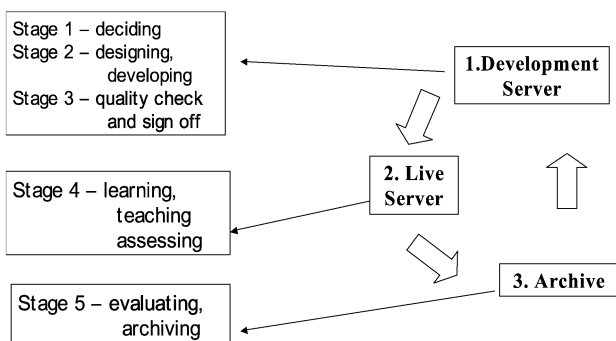 Stage 1 – deciding
Stage 2 – designing,
developing
Stage 3 – quality check
and sign off
1.Development
Server
2. Live
Server
Stage 4 – learning,
teaching
assessing
3. Archive
Stage 5 – evaluating,
archiving